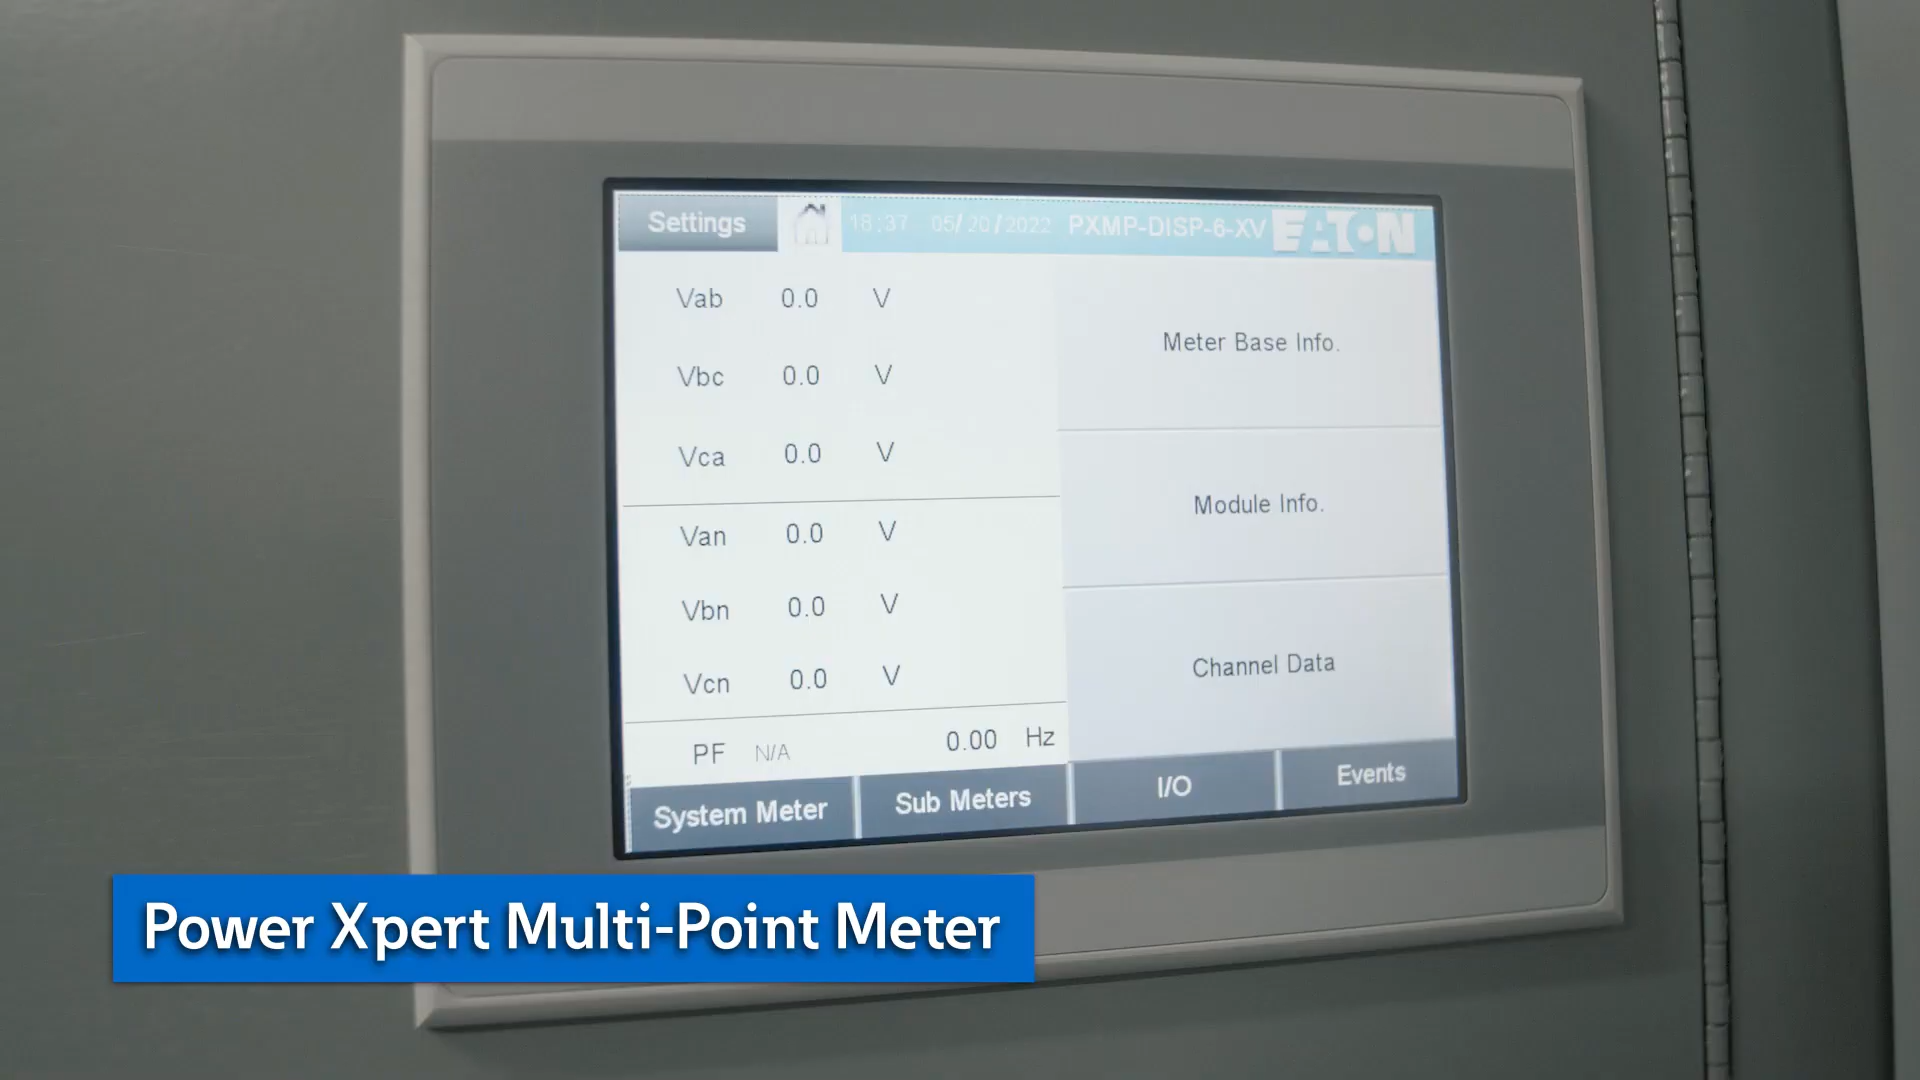 Settings 18:37 05/20/2022 PXMP-DISP-6-XV EATON
Vab 0.0 V
Vbc 0.0 V
Vca 0.0 V
Van 0.0 V
Vbn 0.0 V
Vcn 0.0 V
PF N/A 0.00 Hz
Meter Base Info.
Module Info.
Channel Data
System Meter Sub Meters I/O Events
Power Xpert Multi-Point Meter